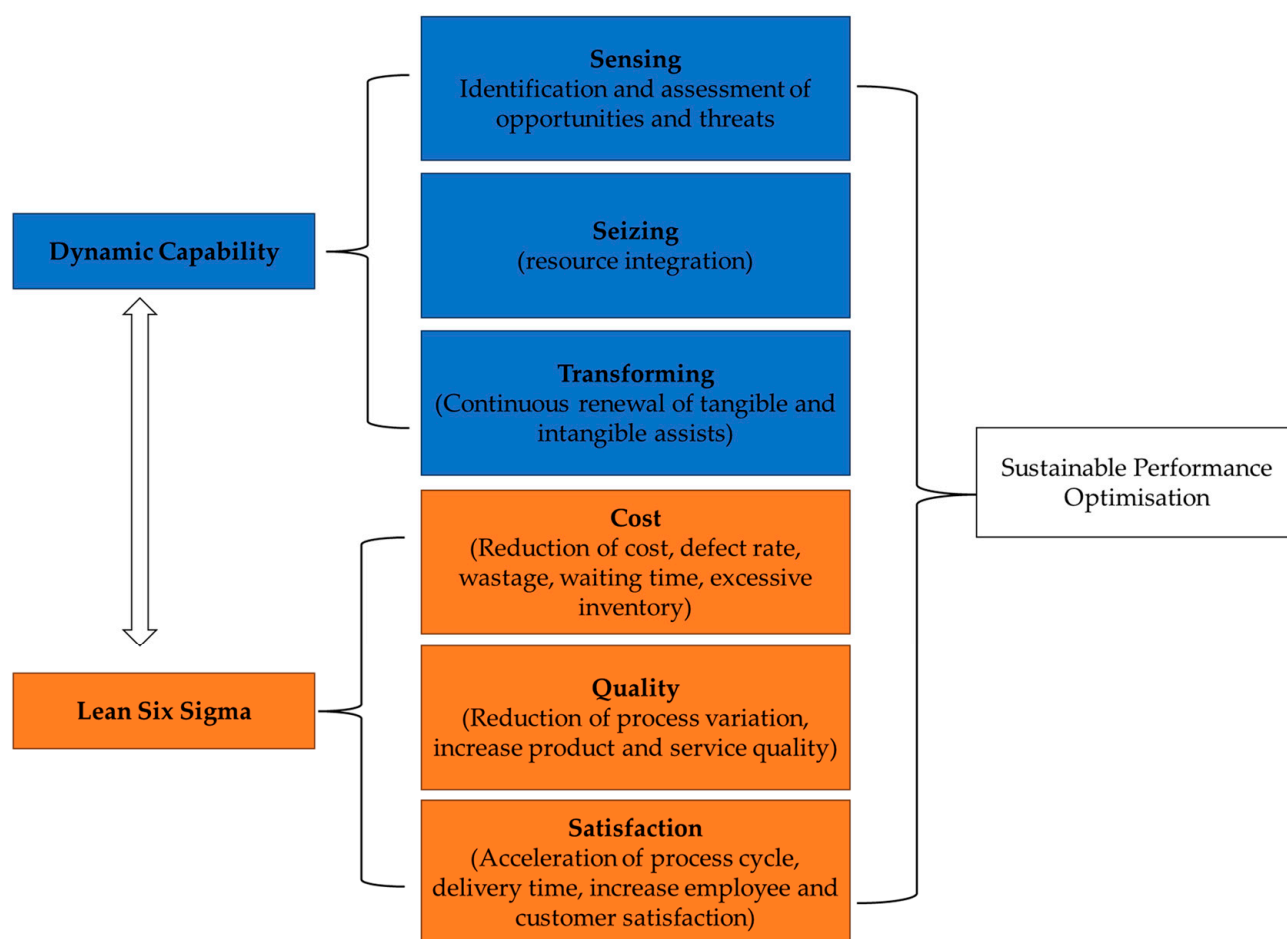 Dynamic Capability
Sensing
Identification and assessment of
opportunities and threats
Seizing
(resource integration)
Transforming
(Continuous renewal of tangible and
intangible assists)
Lean Six Sigma
Cost
(Reduction of cost, defect rate,
wastage, waiting time, excessive
inventory)
Quality
(Reduction of process variation,
increase product and service quality)
Satisfaction
(Acceleration of process cycle,
delivery time, increase employee and
customer satisfaction)
Sustainable Performance
Optimisation